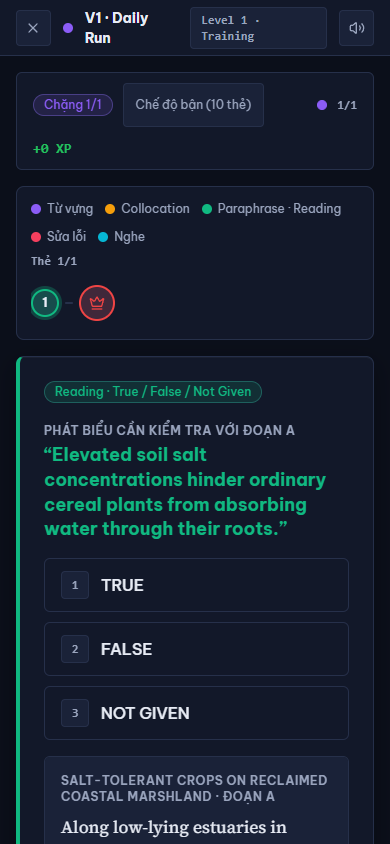 V1 · Daily Run
Level 1 · Training
Chặng 1/1
Chế độ bận (10 thẻ)
1/1
+0 XP
Từ vựng
Collocation
Paraphrase · Reading
Sửa lỗi
Nghe
Thẻ 1/1
1
Reading · True / False / Not Given
PHÁT BIỂU CẦN KIỂM TRA VỚI ĐOẠN A
“Elevated soil salt
concentrations hinder ordinary
cereal plants from absorbing
water through their roots.”
1 TRUE
2 FALSE
3 NOT GIVEN
SALT-TOLERANT CROPS ON RECLAIMED
COASTAL MARSHLAND · ĐOẠN A
Along low-lying estuaries in